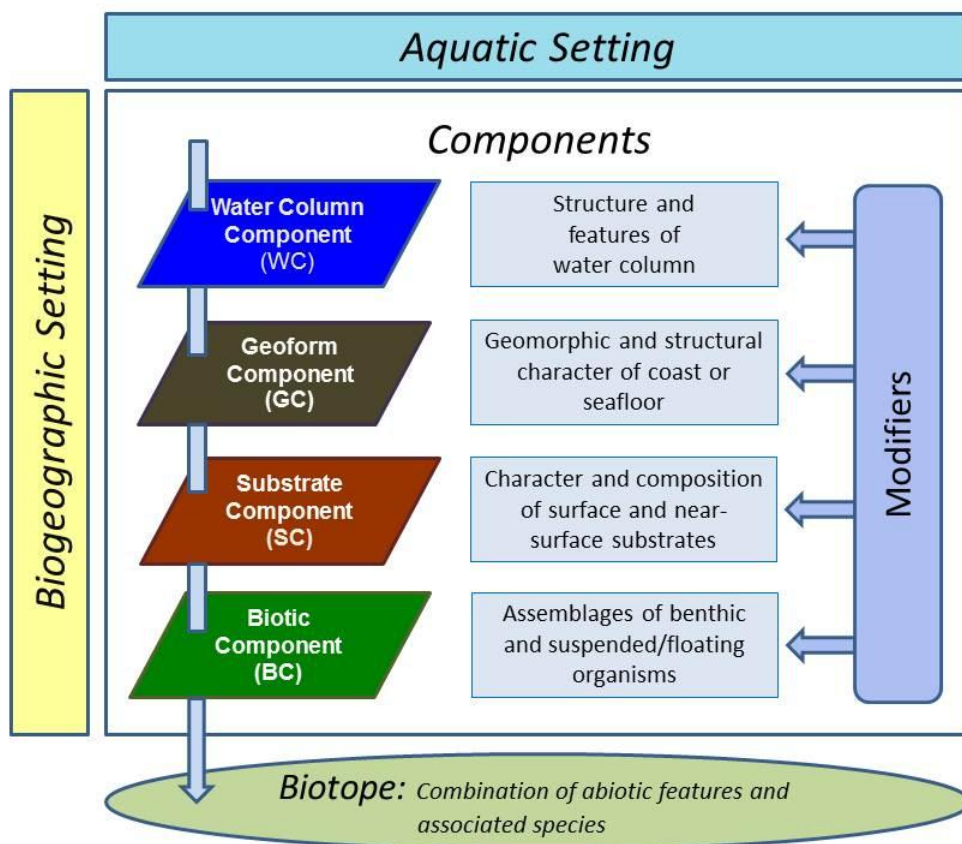 Aquatic Setting
Biogeographic Setting
Components
Water Column
Component
(WC)
Structure and
features of
water column
Geoform
Component
(GC)
Geomorphic and structural
character of coast or
seafloor
Substrate
Component
(SC)
Character and composition
of surface and near-
surface substrates
Biotic
Component
(BC)
Assemblages of benthic
and suspended/floating
organisms
Modifiers
Biotope: Combination of abiotic features and
associated species